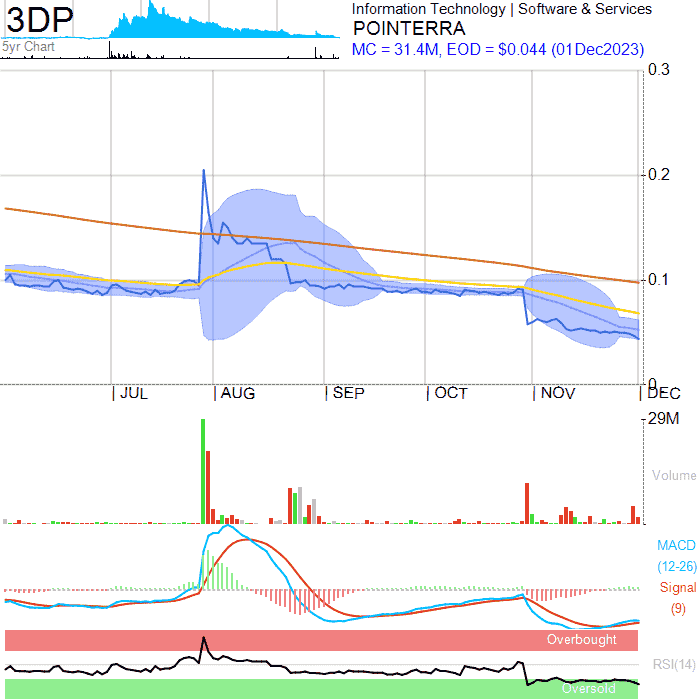 3DP
5yr Chart
Information Technology | Software & Services
POINTERRA
MC = 31.4M, EOD = $0.044 (01Dec2023)
0.3
0.2
0.1
0
| JUL
| AUG
| SEP
| OCT
| NOV
| DEC
29M
Volume
MACD
(12-26)
Signal
(9)
Overbought
RSI(14)
Oversold